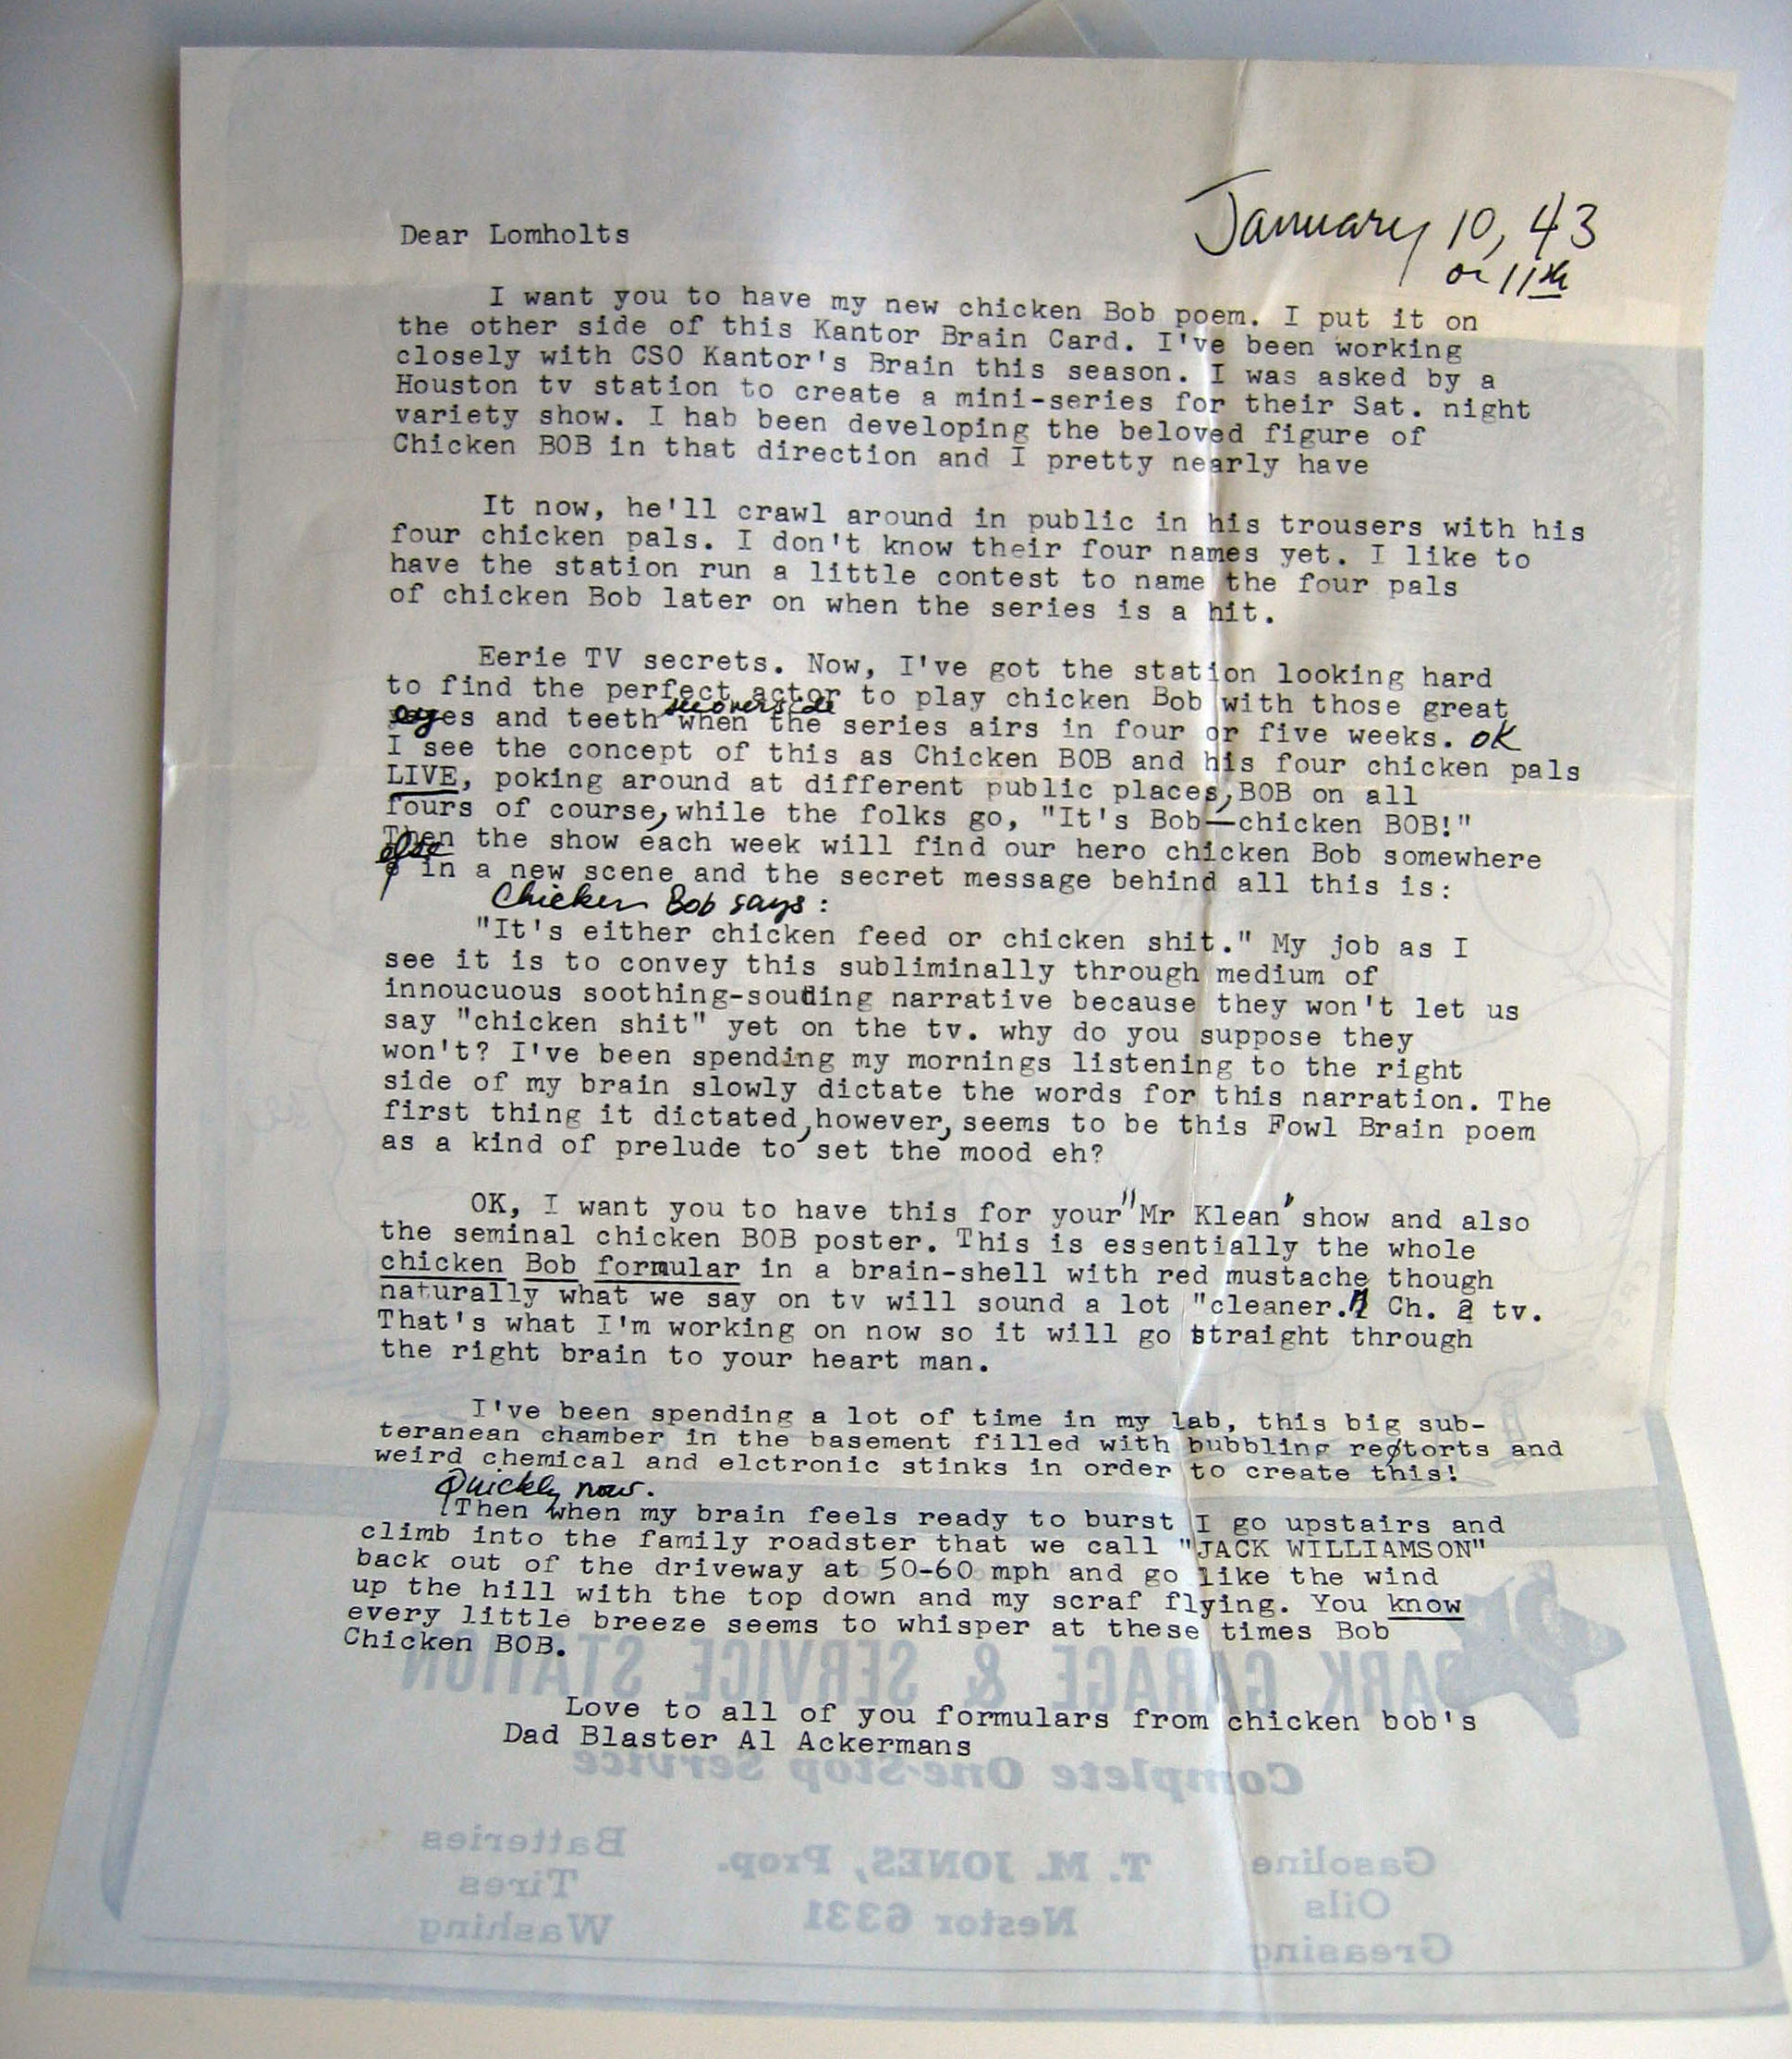 January 10, 43
or 11th
Dear Lomholts
I want you to have my new chicken Bob poem. I put it on
the other side of this Kantor Brain Card. I've been working
closely with CSO Kantor's Brain this season. I was asked by a
Houston tv station to create a mini-series for their Sat. night
variety show. I hab been developing the beloved figure of
Chicken BOB in that direction and I pretty nearly have
It now, he'll crawl around in public in his trousers with his
four chicken pals. I don't know their four names yet. I like to
have the station run a little contest to name the four pals
of chicken Bob later on when the series is a hit.
Eerie TV secrets. Now, I've got the station looking hard
to find the perfect actor to play chicken Bob with those great
eyes and teeth when the series airs in four or five weeks. OK
I see the concept of this as Chicken BOB and his four chicken pals
LIVE, poking around at different public places, BOB on all
fours of course, while the folks go, "It's Bob—chicken BOB!"
Then the show each week will find our hero chicken Bob somewhere
else in a new scene and the secret message behind all this is:
Chicken Bob says:
"It's either chicken feed or chicken shit." My job as I
see it is to convey this subliminally through medium of
innoucuous soothing-souding narrative because they won't let us
say "chicken shit" yet on the tv. why do you suppose they
won't? I've been spending my mornings listening to the right
side of my brain slowly dictate the words for this narration. The
first thing it dictated, however, seems to be this Fowl Brain poem
as a kind of prelude to set the mood eh?
OK, I want you to have this for your "Mr Klean" show and also
the seminal chicken BOB poster. This is essentially the whole
chicken Bob formular in a brain-shell with red mustache though
naturally what we say on tv will sound a lot "cleaner." Ch. 2 tv.
That's what I'm working on now so it will go straight through
the right brain to your heart man.
I've been spending a lot of time in my lab, this big sub-
teranean chamber in the basement filled with bubbling retorts and
weird chemical and elctronic stinks in order to create this!
Quickly now.
Then when my brain feels ready to burst I go upstairs and
climb into the family roadster that we call "JACK WILLIAMSON"
back out of the driveway at 50-60 mph and go like the wind
up the hill with the top down and my scraf flying. You know
every little breeze seems to whisper at these times Bob
Chicken BOB.
Love to all of you formulars from chicken bob's
Dad Blaster Al Ackermans
PARK GARAGE & SERVICE STATION
Complete One-Stop Service
Gasoline
Oils
Greasing
T. M. JONES, Prop.
Nestor 6331
Batteries
Tires
Washing